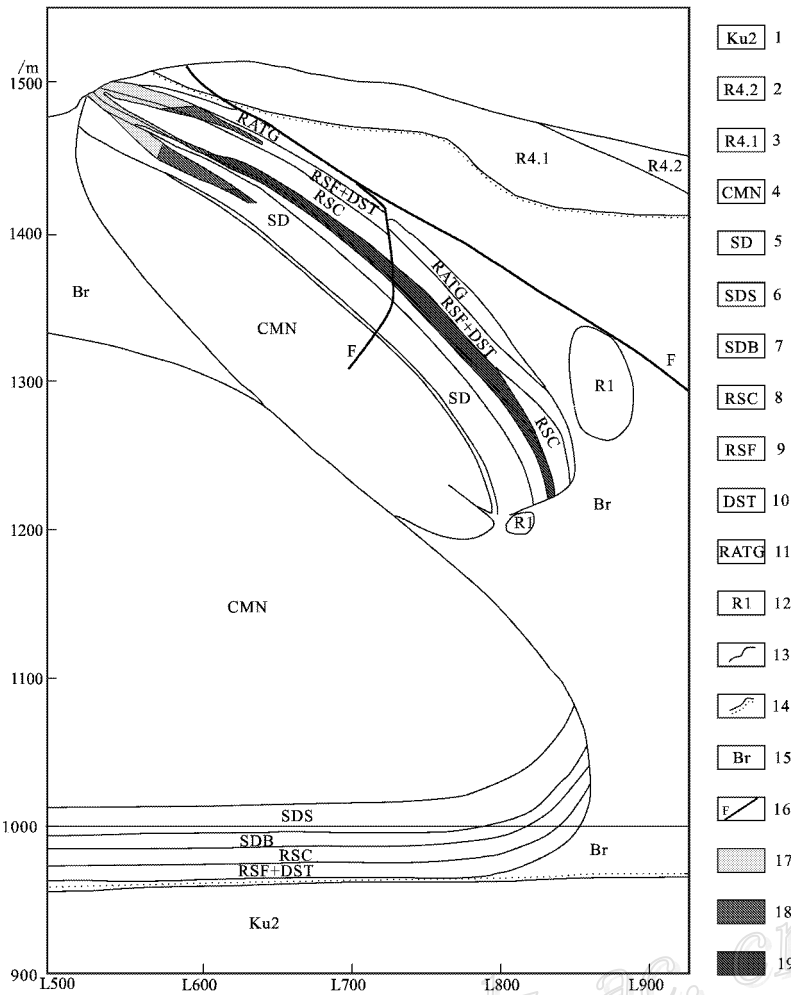 /m
1500
1400
1300
1200
1100
1000
900
L500
L600
L700
L800
L900
RATG
R4.1
R4.2
RSF+DST
RSC
SD
Br
CMN
F
RATG
RSF+DST
SD
RSC
R1
F
R1
Br
CMN
SDS
SDB
RSC
RSF+DST
Br
Ku2
Ku2 1
R4.2 2
R4.1 3
CMN 4
SD 5
SDS 6
SDB 7
RSC 8
RSF 9
DST 10
RATG 11
R1 12
13
14
Br 15
F 16
17
18
19